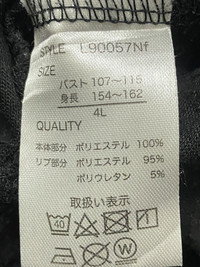 STYLE L90057Nf
SIZE
バスト 107～115
身長 154～162
4L
QUALITY
本体部分 ポリエステル 100%
リブ部分 ポリエステル 95%
ポリウレタン 5%
取扱い表示
40
W